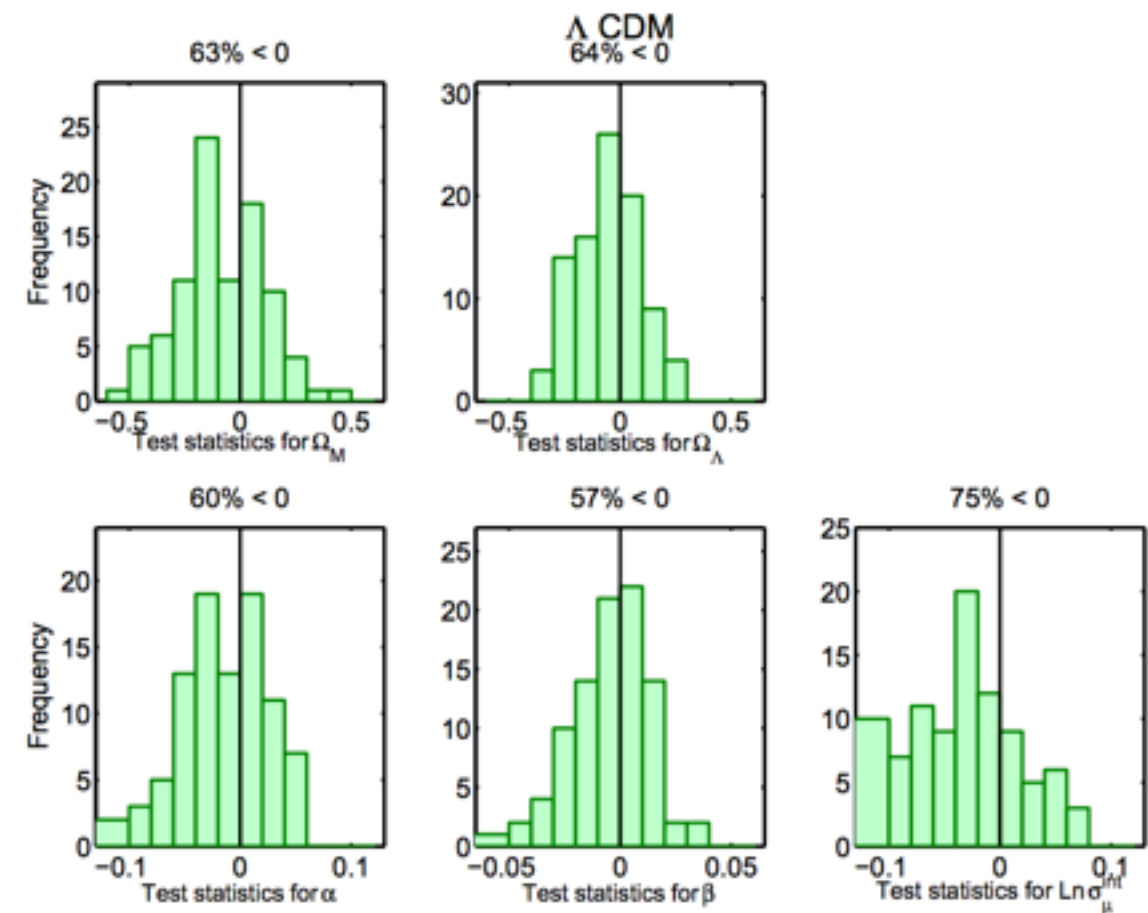 Λ CDM
63% < 0
64% < 0
Frequency
25
20
15
10
5
0
−0.5 0 0.5
Test statistics for Ω_M
30
20
10
0
−0.5 0 0.5
Test statistics for Ω_Λ
60% < 0
57% < 0
75% < 0
Frequency
20
15
10
5
0
−0.1 0 0.1
Test statistics for α
25
20
15
10
5
0
−0.05 0 0.05
Test statistics for β
25
20
15
10
5
0
−0.1 0 0.1
Test statistics for Ln σ_μ^int